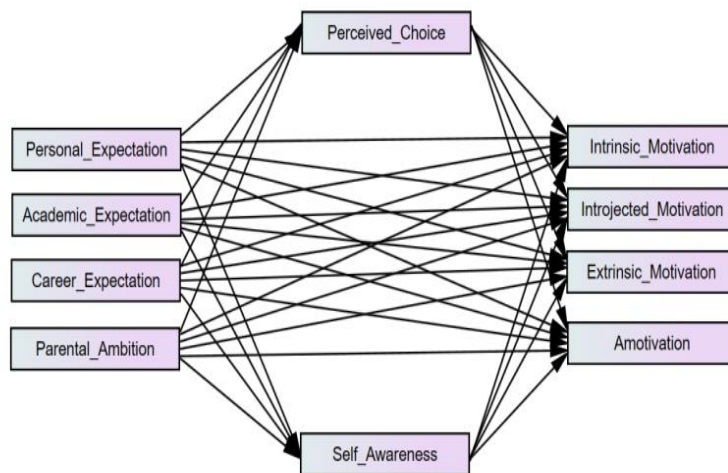 Perceived_Choice
Personal_Expectation
Intrinsic_Motivation
Academic_Expectation
Introjected_Motivation
Career_Expectation
Extrinsic_Motivation
Parental_Ambition
Amotivation
Self_Awareness